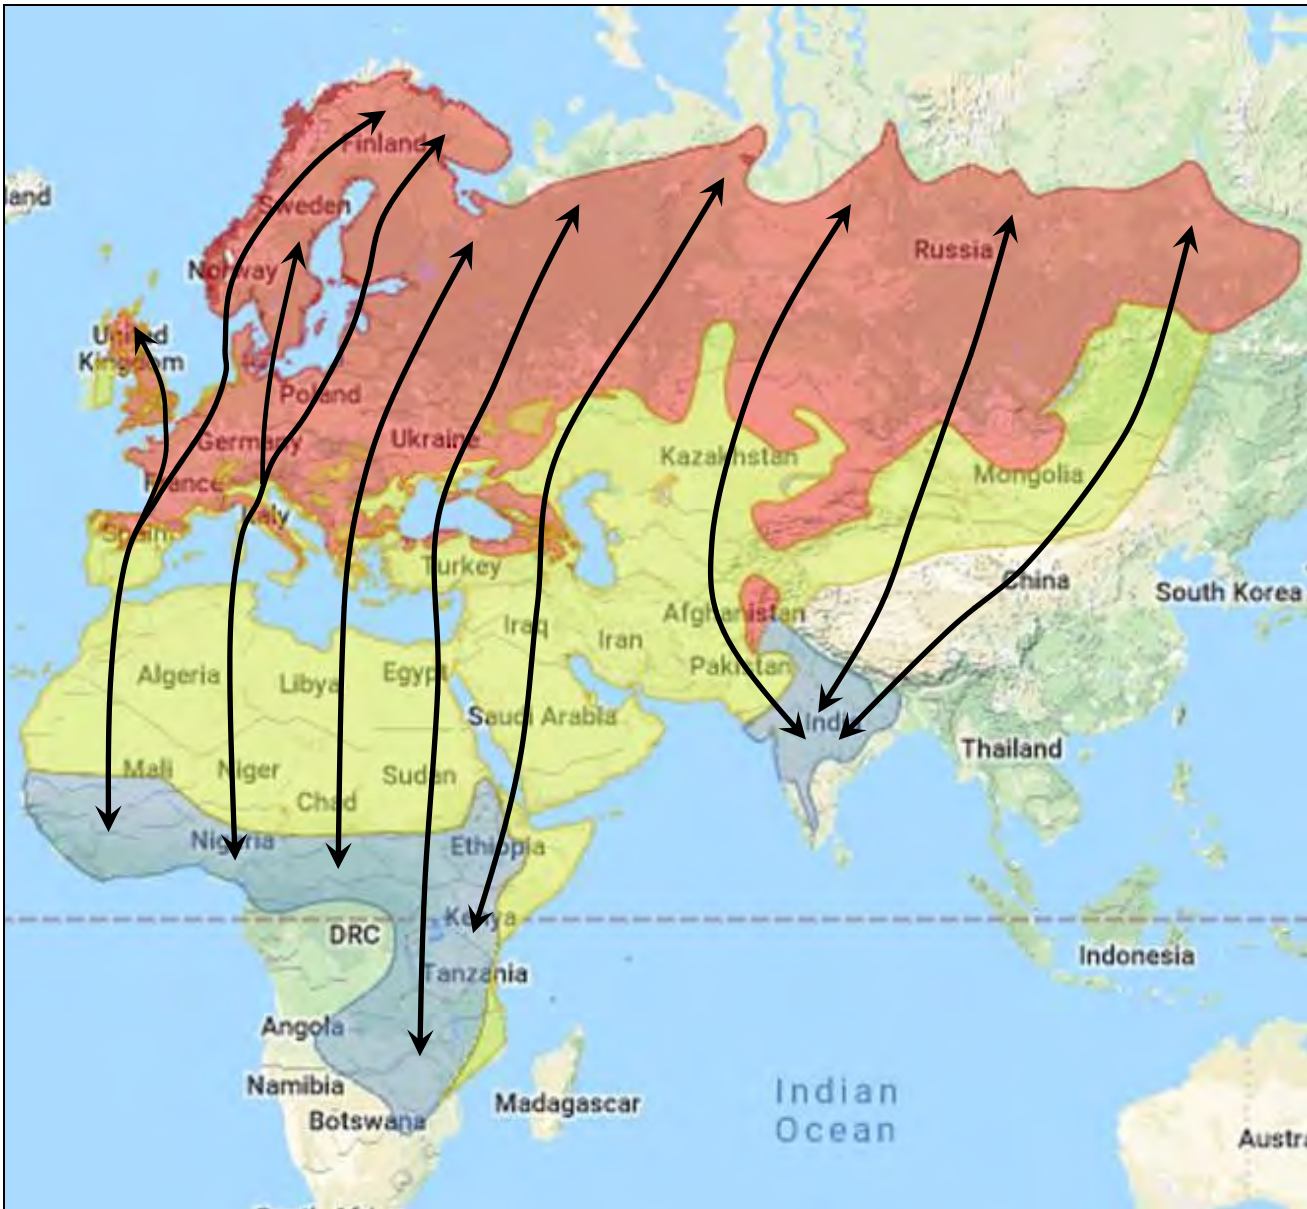 Finland
land
Sweden
Russia
Norway
United
Kingdom
Poland
Germany
Ukraine
Kazakhstan
France
Mongolia
Italy
Spain
Turkey
China
South Korea
Afghanistan
Iraq
Iran
Pakistan
Algeria
Libya
Egypt
Saudi Arabia
India
Thailand
Mali
Niger
Sudan
Chad
Nigeria
Ethiopia
Kenya
DRC
Indonesia
Tanzania
Angola
Namibia
Madagascar
Indian
Ocean
Botswana
Austra